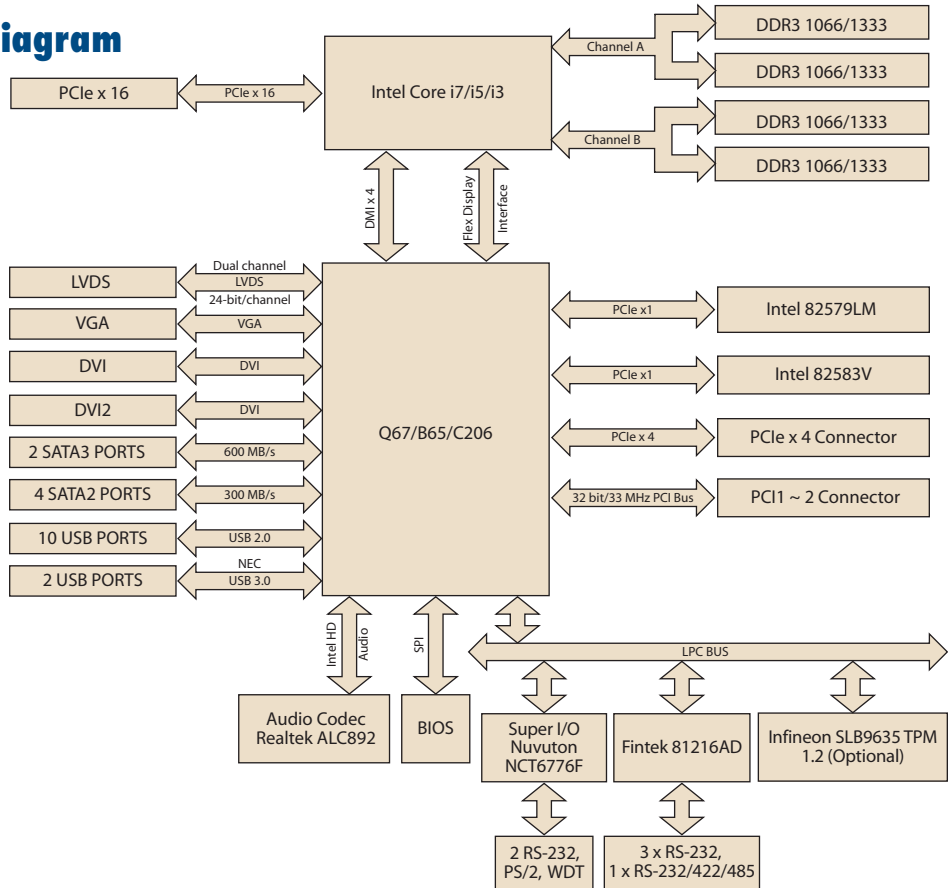 iagram
DDR3 1066/1333
Channel A
PCIe x 16
PCIe x 16
Intel Core i7/i5/i3
DDR3 1066/1333
DDR3 1066/1333
Channel B
DDR3 1066/1333
DMI x 4
Flex Display
Interface
Dual channel
LVDS
LVDS
24-bit/channel
VGA
VGA
DVI
DVI
DVI2
DVI
2 SATA3 PORTS
600 MB/s
4 SATA2 PORTS
300 MB/s
10 USB PORTS
USB 2.0
NEC
2 USB PORTS
USB 3.0
Q67/B65/C206
PCIe x1
Intel 82579LM
PCIe x1
Intel 82583V
PCIe x 4
PCIe x 4 Connector
32 bit/33 MHz PCI Bus
PCI1 ~ 2 Connector
Intel HD
Audio
SPI
LPC BUS
Audio Codec
Realtek ALC892
BIOS
Super I/O
Nuvuton
NCT6776F
Fintek 81216AD
Infineon SLB9635 TPM
1.2 (Optional)
2 RS-232,
PS/2, WDT
3 x RS-232,
1 x RS-232/422/485